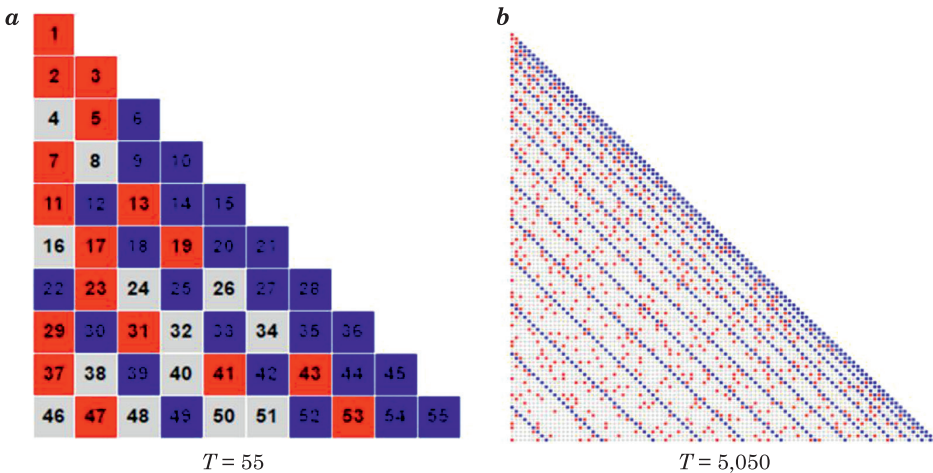 a
b
1
2 3
4 5 6
7 8 9 10
11 12 13 14 15
16 17 18 19 20 21
22 23 24 25 26 27 28
29 30 31 32 33 34 35 36
37 38 39 40 41 42 43 44 45
46 47 48 49 50 51 52 53 54 55
T = 55
T = 5,050